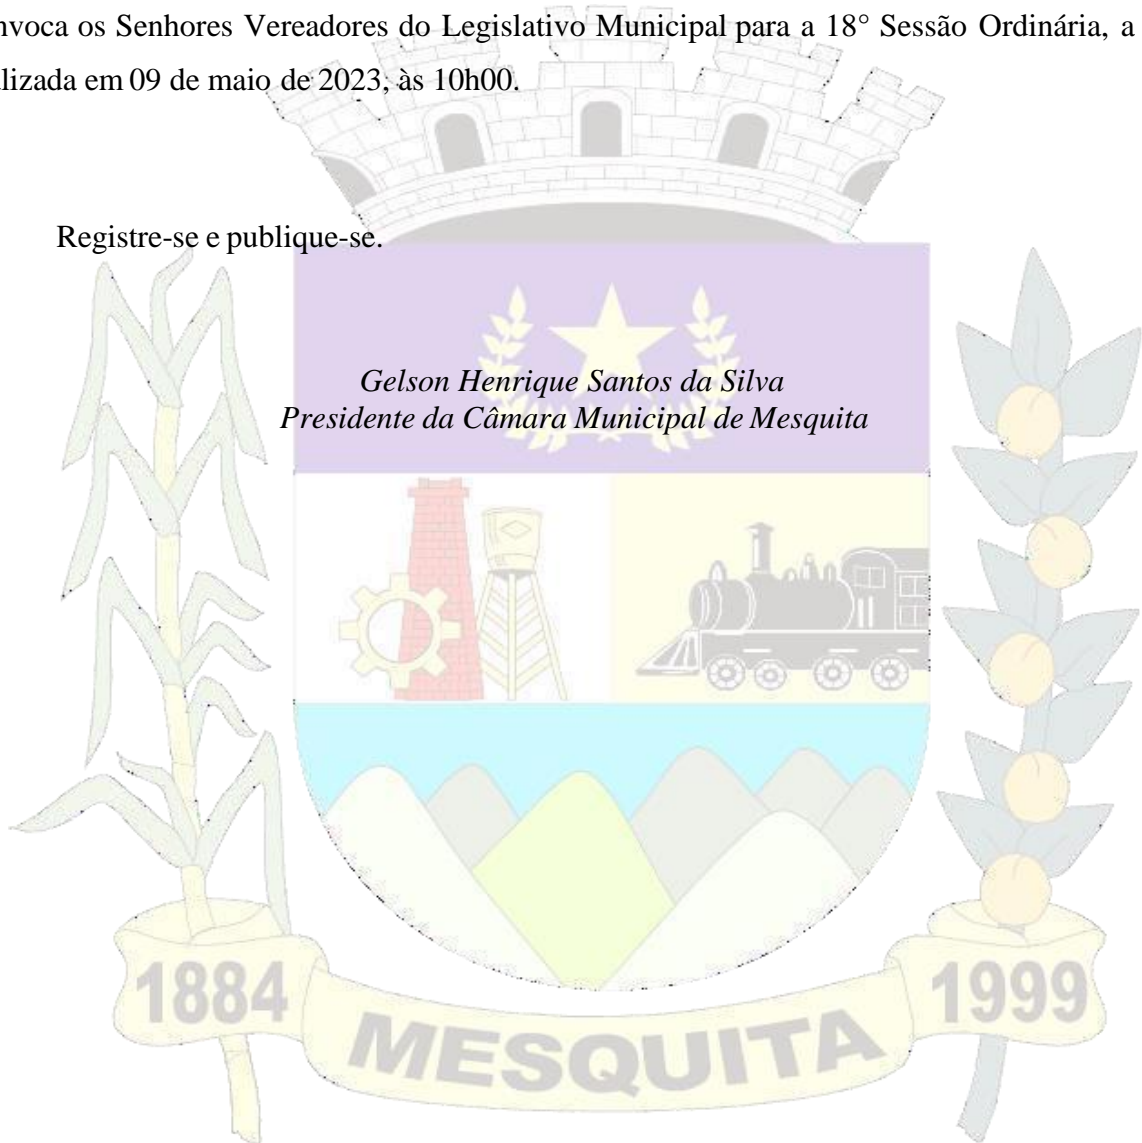 nvoca os Senhores Vereadores do Legislativo Municipal para a 18° Sessão Ordinária, a
lizada em 09 de maio de 2023, às 10h00.
Registre-se e publique-se.
Gelson Henrique Santos da Silva
Presidente da Câmara Municipal de Mesquita
1884
MESQUITA
1999